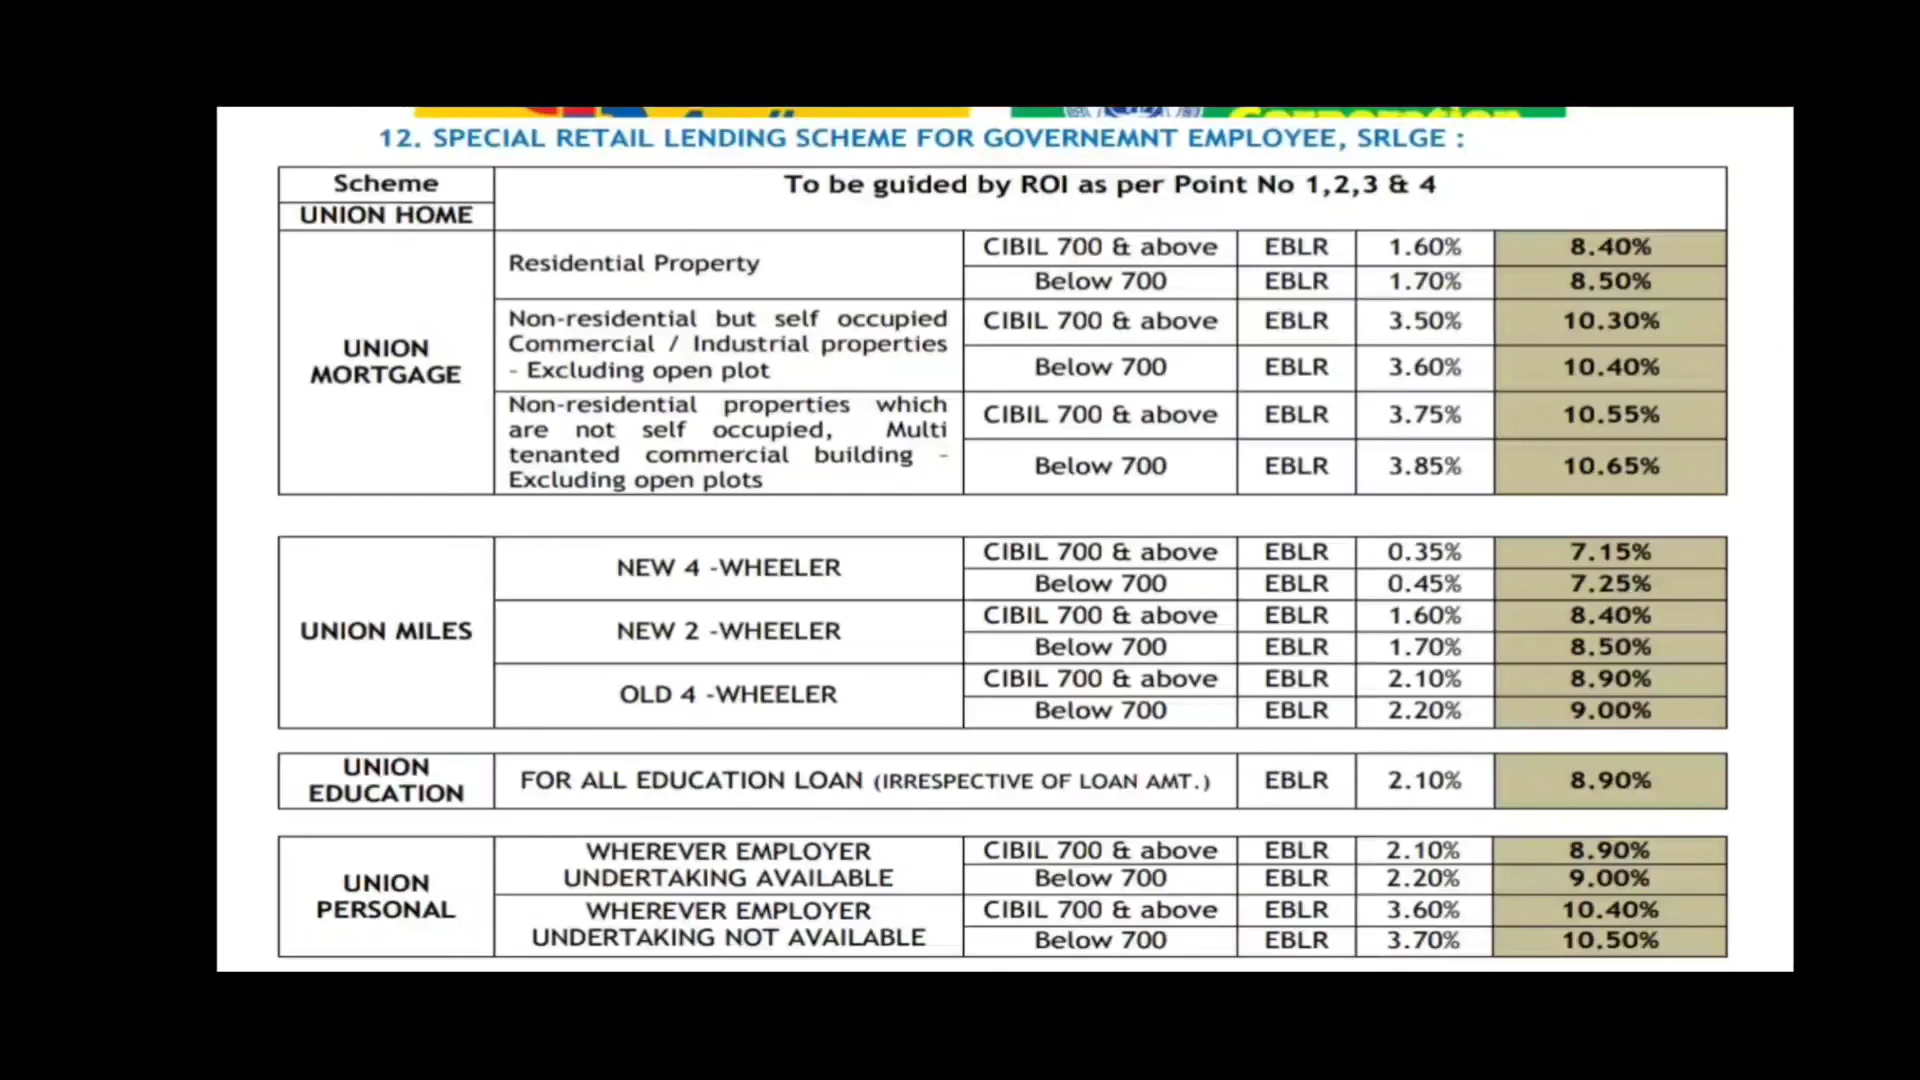 Corporation
12. SPECIAL RETAIL LENDING SCHEME FOR GOVERNEMNT EMPLOYEE, SRLGE :
Scheme
To be guided by ROI as per Point No 1,2,3 & 4
UNION HOME
UNION MORTGAGE
Residential Property
CIBIL 700 & above EBLR 1.60% 8.40%
Below 700 EBLR 1.70% 8.50%
Non-residential but self occupied
Commercial / Industrial properties
- Excluding open plot
CIBIL 700 & above EBLR 3.50% 10.30%
Below 700 EBLR 3.60% 10.40%
Non-residential properties which
are not self occupied, Multi
tenanted commercial building -
Excluding open plots
CIBIL 700 & above EBLR 3.75% 10.55%
Below 700 EBLR 3.85% 10.65%
UNION MILES
NEW 4 -WHEELER
CIBIL 700 & above EBLR 0.35% 7.15%
Below 700 EBLR 0.45% 7.25%
NEW 2 -WHEELER
CIBIL 700 & above EBLR 1.60% 8.40%
Below 700 EBLR 1.70% 8.50%
OLD 4 -WHEELER
CIBIL 700 & above EBLR 2.10% 8.90%
Below 700 EBLR 2.20% 9.00%
UNION
EDUCATION
FOR ALL EDUCATION LOAN (IRRESPECTIVE OF LOAN AMT.) EBLR 2.10% 8.90%
UNION
PERSONAL
WHEREVER EMPLOYER
UNDERTAKING AVAILABLE
CIBIL 700 & above EBLR 2.10% 8.90%
Below 700 EBLR 2.20% 9.00%
WHEREVER EMPLOYER
UNDERTAKING NOT AVAILABLE
CIBIL 700 & above EBLR 3.60% 10.40%
Below 700 EBLR 3.70% 10.50%